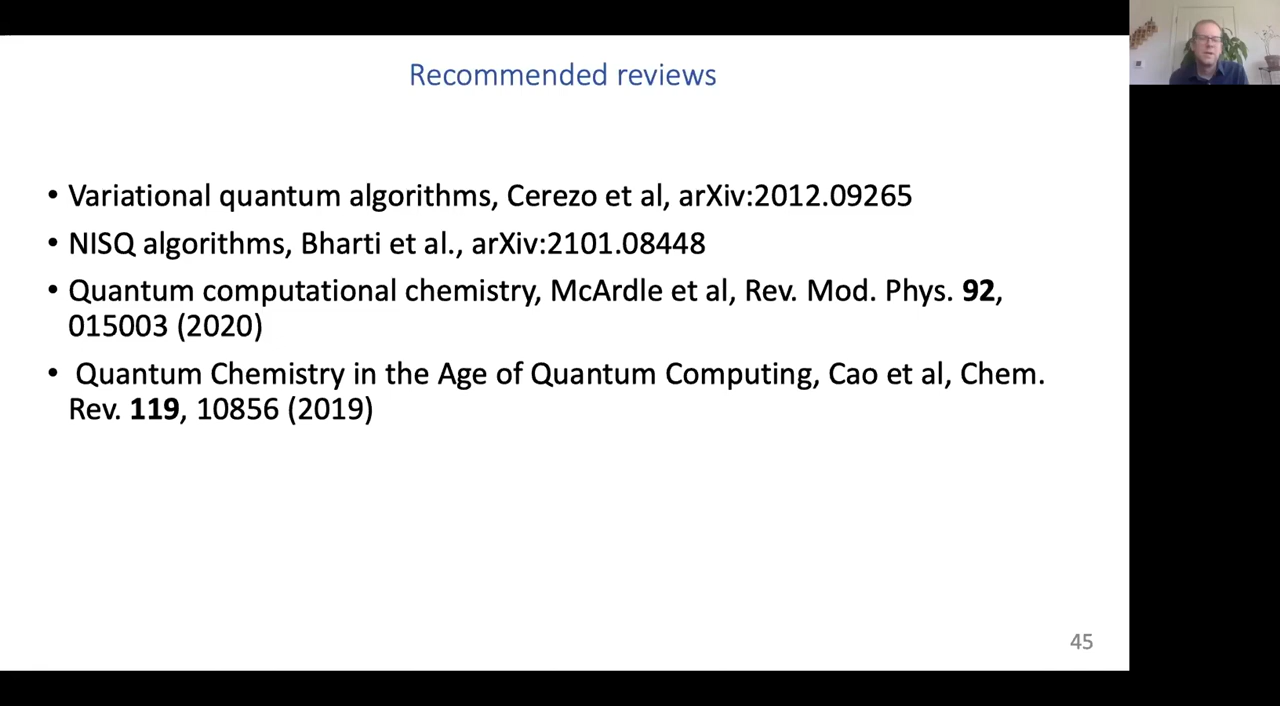 Recommended reviews
• Variational quantum algorithms, Cerezo et al, arXiv:2012.09265
• NISQ algorithms, Bharti et al., arXiv:2101.08448
• Quantum computational chemistry, McArdle et al, Rev. Mod. Phys. 92,
015003 (2020)
• Quantum Chemistry in the Age of Quantum Computing, Cao et al, Chem.
Rev. 119, 10856 (2019)
45